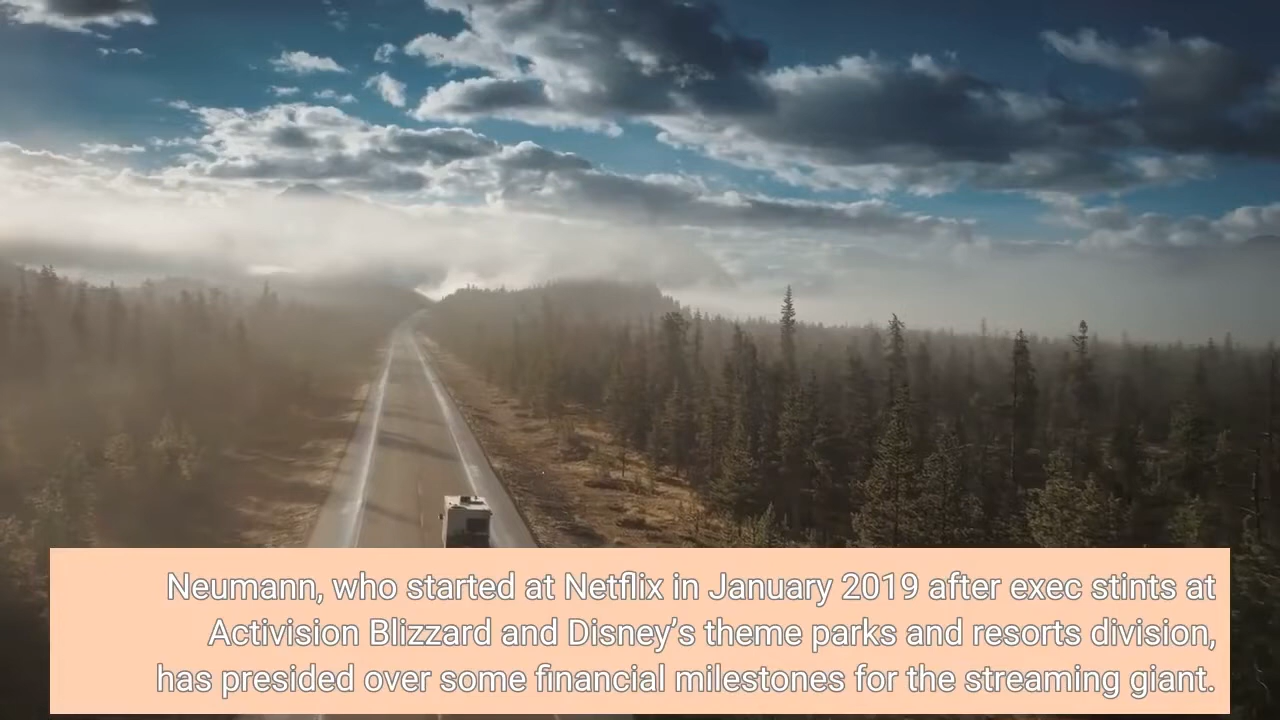 Neumann, who started at Netflix in January 2019 after exec stints at
Activision Blizzard and Disney’s theme parks and resorts division,
has presided over some financial milestones for the streaming giant.